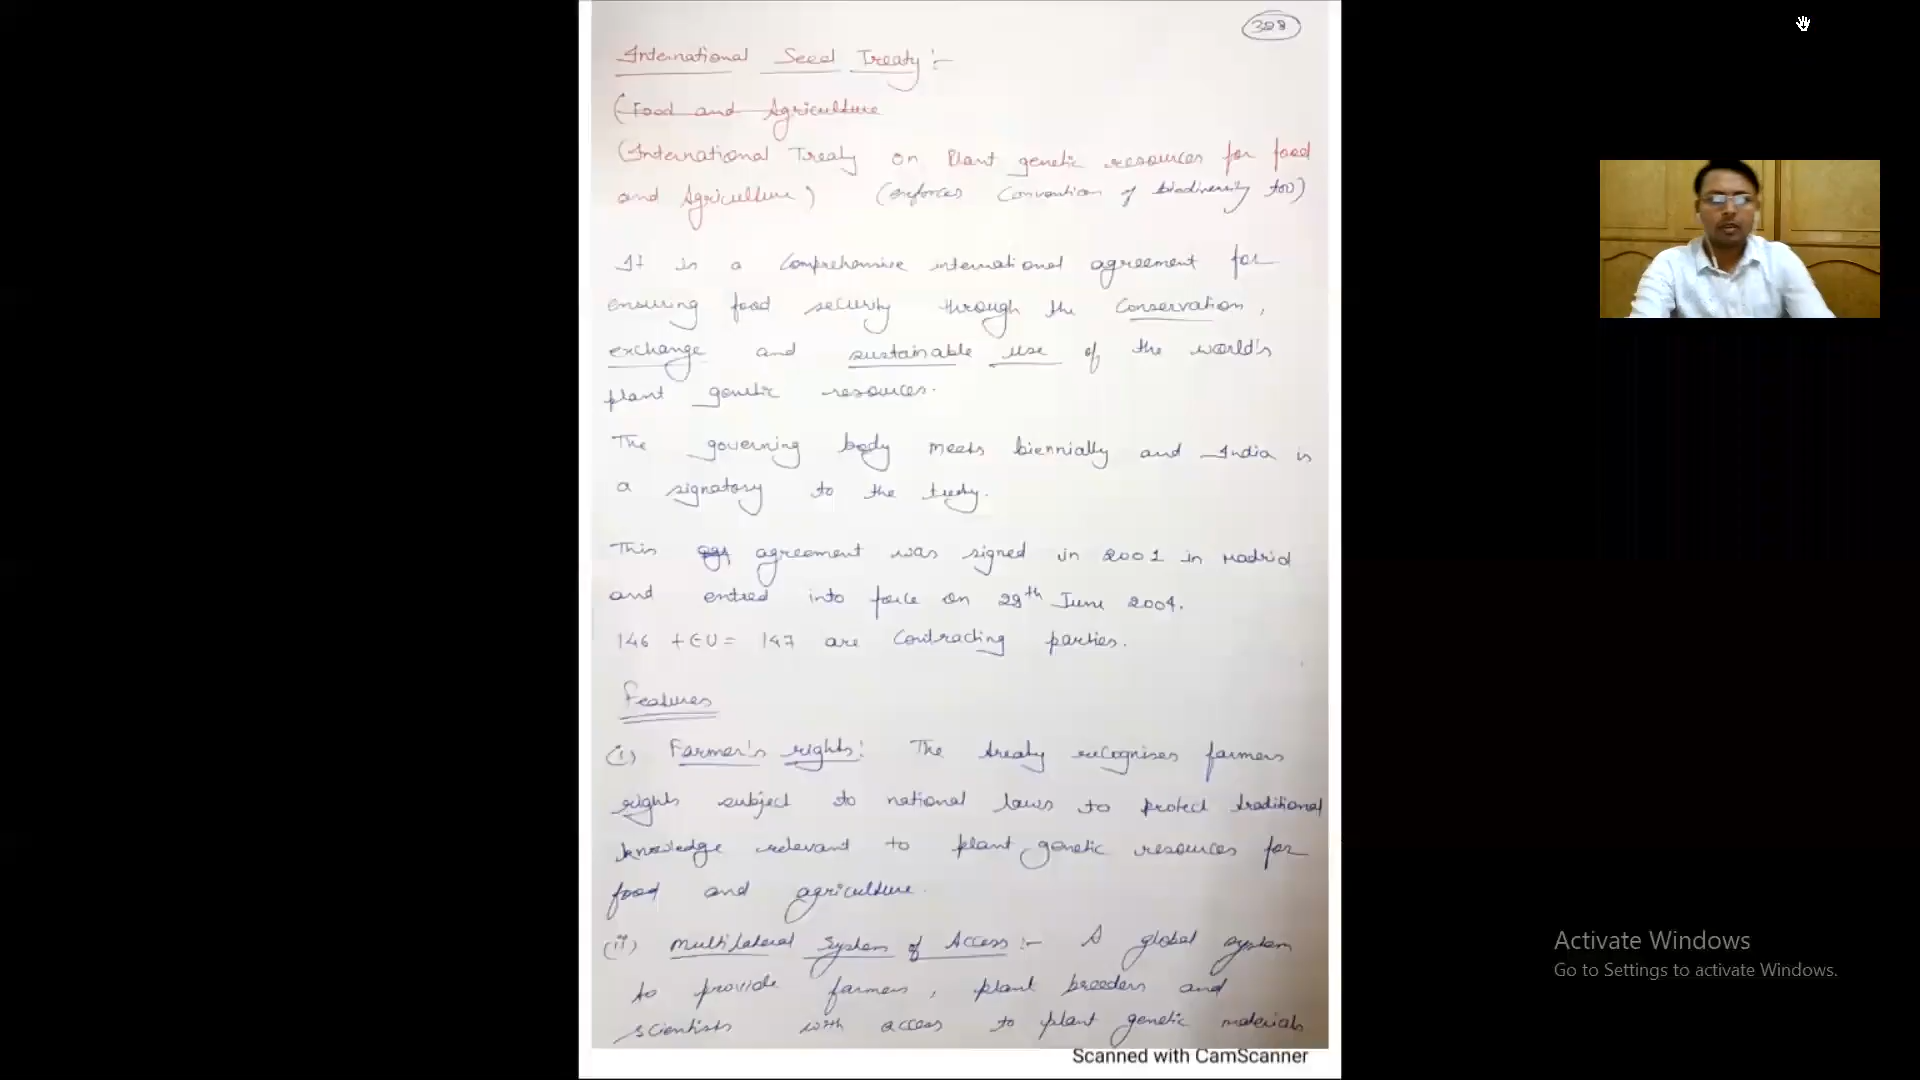 308
International Seed Treaty :-
(Food and Agriculture
(International Treaty on Plant genetic resources for food
and Agriculture) (enforces Convention of biodiversity too)
It is a Comprehensive international agreement for
ensuring food security through the Conservation,
exchange and sustainable use of the world's
plant genetic resources.
The governing body meets biennially and India is
a signatory to the treaty.
This agreement was signed in 2001 in Madrid
and entred into force on 29th June 2004.
146 + EU = 147 are Contracting parties.
Features
(i) Farmer's rights: The treaty recognises farmers
rights subject to national laws to protect traditional
knowledge relevant to plant genetic resources for
food and agriculture.
(ii) Multilateral System of Access :- A global system
to provide farmers, plant breeders and
scientists with access to plant genetic materials
Scanned with CamScanner
Activate Windows
Go to Settings to activate Windows.